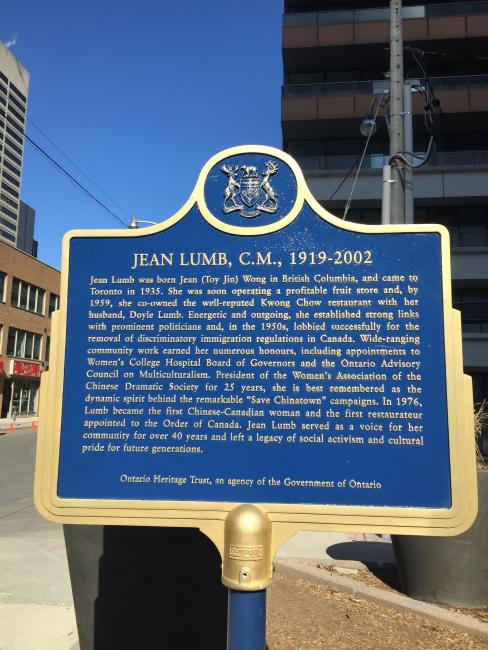 JEAN LUMB, C.M., 1919-2002
Jean Lumb was born Jean (Toy Jin) Wong in British Columbia, and came to
Toronto in 1935. She was soon operating a profitable fruit store and, by
1959, she co-owned the well-reputed Kwong Chow restaurant with her
husband, Doyle Lumb. Energetic and outgoing, she established strong links
with prominent politicians and, in the 1950s, lobbied successfully for the
removal of discriminatory immigration regulations in Canada. Wide-ranging
community work earned her numerous honours, including appointments to
Women's College Hospital Board of Governors and the Ontario Advisory
Council on Multiculturalism. President of the Women's Association of the
Chinese Dramatic Society for 25 years, she is best remembered as the
dynamic spirit behind the remarkable "Save Chinatown" campaigns. In 1976,
Lumb became the first Chinese-Canadian woman and the first restaurateur
appointed to the Order of Canada. Jean Lumb served as a voice for her
community for over 40 years and left a legacy of social activism and cultural
pride for future generations.
Ontario Heritage Trust, an agency of the Government of Ontario